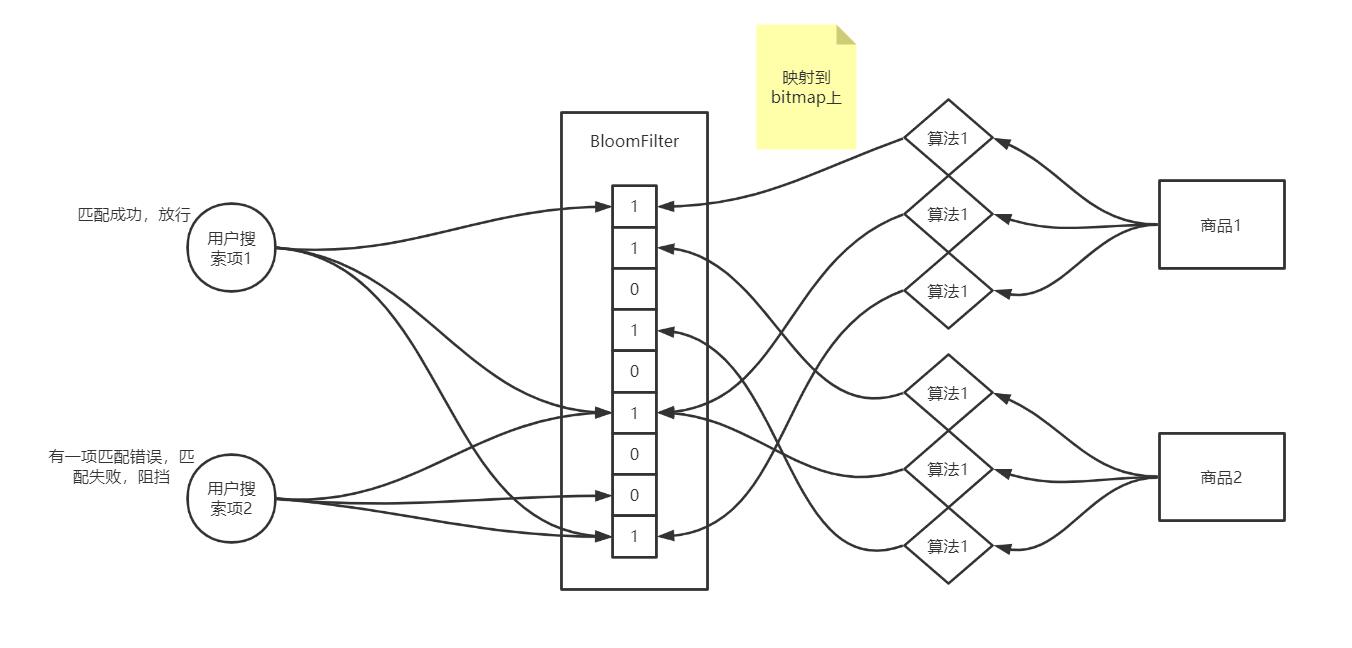 映射到
bitmap上
BloomFilter
算法1
匹配成功，放行
用户搜
索项1
1
1
0
1
0
1
0
0
1
算法1
商品1
算法1
算法1
有一项匹配错误，匹
配失败，阻挡
用户搜
索项2
算法1
商品2
算法1